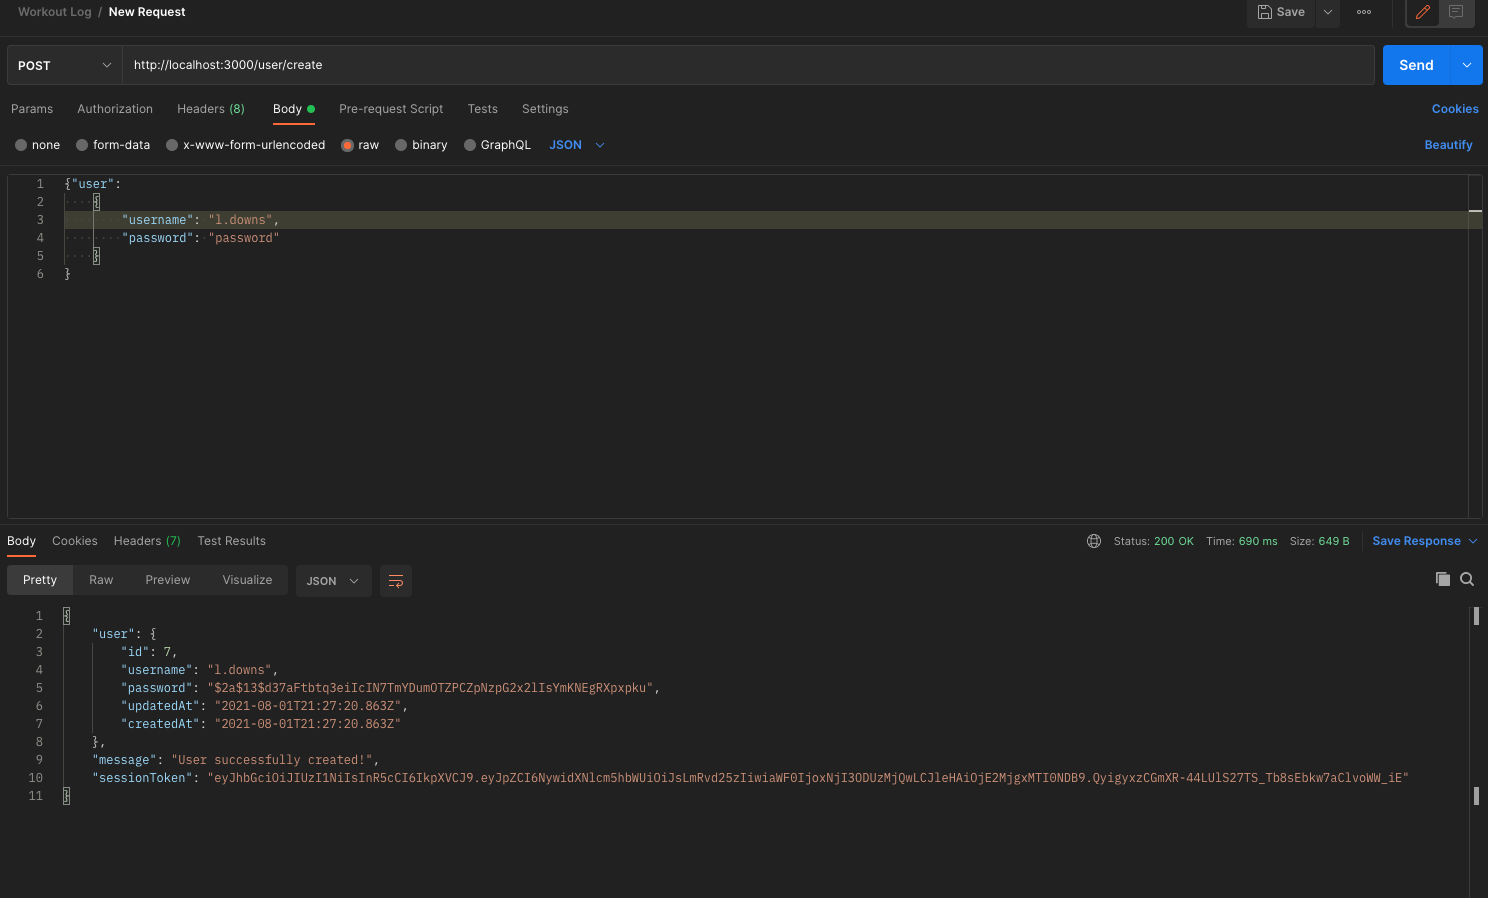 Workout Log / New Request
Save
POST http://localhost:3000/user/create Send
Params Authorization Headers (8) Body Pre-request Script Tests Settings Cookies
none form-data x-www-form-urlencoded raw binary GraphQL JSON Beautify
1 {"user":
2 {
3 "username": "l.downs",
4 "password": "password"
5 }
6 }
Body Cookies Headers (7) Test Results Status: 200 OK Time: 690 ms Size: 649 B Save Response
Pretty Raw Preview Visualize JSON
1 {
2 "user": {
3 "id": 7,
4 "username": "l.downs",
5 "password": "$2a$13$d37aFtbtq3eiIcIN7TmYDumOTZPCZpNzpG2x2lIsYmKNEgRXpxpku",
6 "updatedAt": "2021-08-01T21:27:20.863Z",
7 "createdAt": "2021-08-01T21:27:20.863Z"
8 },
9 "message": "User successfully created!",
10 "sessionToken": "eyJhbGciOiJIUzI1NiIsInR5cCI6IkpXVCJ9.eyJpZCI6NywidXNlcm5hbWUiOiJsLmRvd25zIiwiaWF0IjoxNjI3ODUzMjQwLCJleHAiOjE2MjgxMTI0NDB9.QyigyxzCGmXR-44LUlS27TS_Tb8sEbkw7aClvoWW_iE"
11 }